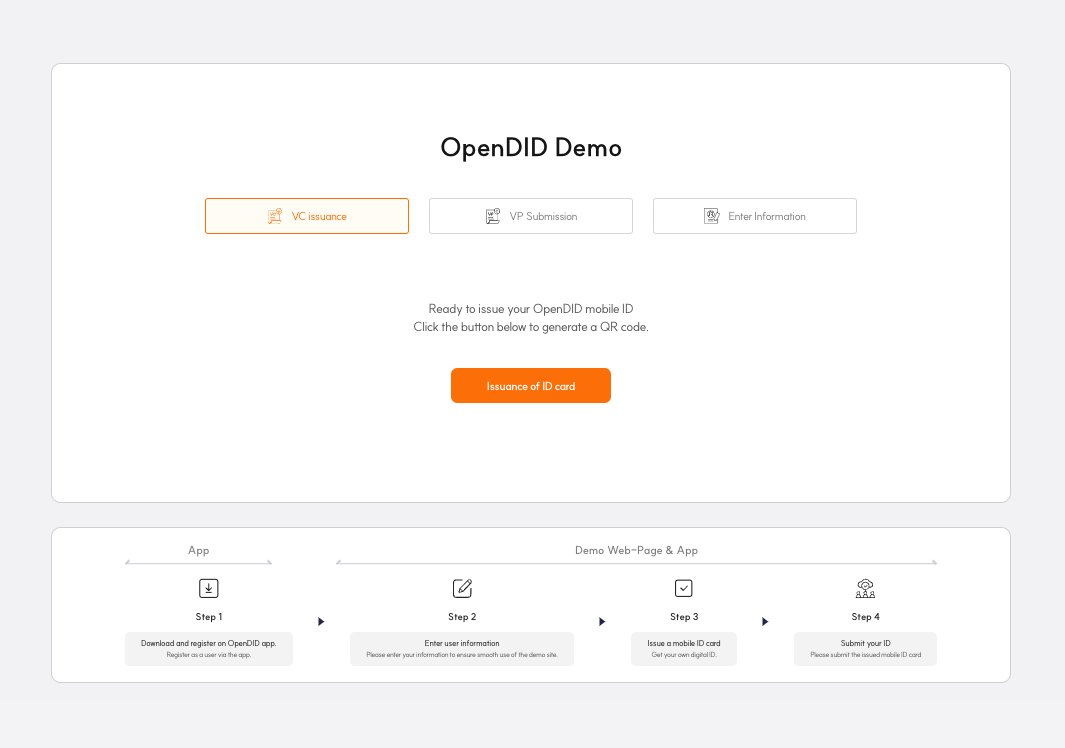 OpenDID Demo
VC issuance
VP Submission
Enter Information
Ready to issue your OpenDID mobile ID
Click the button below to generate a QR code.
Issuance of ID card
App
Demo Web-Page & App
Step 1
Step 2
Step 3
Step 4
Download and register on OpenDID app.
Register as a user via the app.
Enter user information
Please enter your information to ensure smooth use of the demo site.
Issue a mobile ID card
Get your own digital ID.
Submit your ID
Please submit the issued mobile ID card